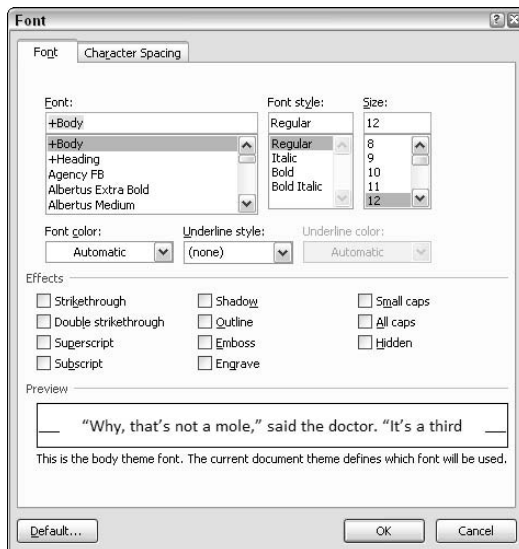 Font
Font Character Spacing
Font: Font style: Size:
+Body Regular 12
+Body Regular 8
+Heading Italic 9
Agency FB Bold 10
Albertus Extra Bold Bold Italic 11
Albertus Medium 12
Font color: Underline style: Underline color:
Automatic (none) Automatic
Effects
Strikethrough Shadow Small caps
Double strikethrough Outline All caps
Superscript Emboss Hidden
Subscript Engrave
Preview
“Why, that’s not a mole,” said the doctor. “It’s a third
This is the body theme font. The current document theme defines which font will be used.
Default... OK Cancel